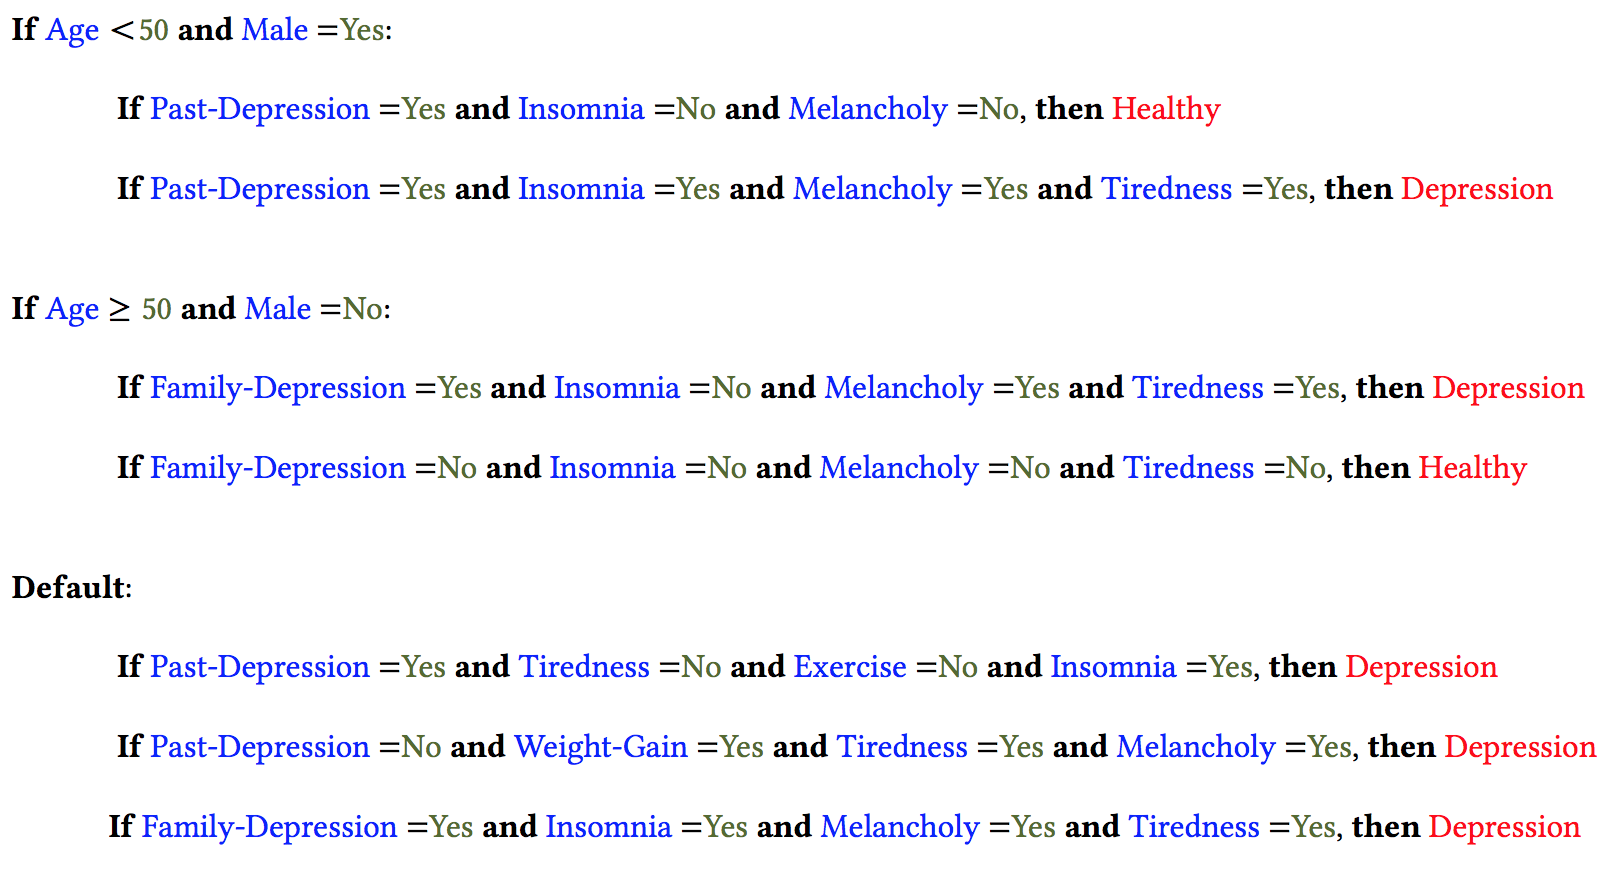 If Age <50 and Male =Yes:
If Past-Depression =Yes and Insomnia =No and Melancholy =No, then Healthy
If Past-Depression =Yes and Insomnia =Yes and Melancholy =Yes and Tiredness =Yes, then Depression
If Age ≥ 50 and Male =No:
If Family-Depression =Yes and Insomnia =No and Melancholy =Yes and Tiredness =Yes, then Depression
If Family-Depression =No and Insomnia =No and Melancholy =No and Tiredness =No, then Healthy
Default:
If Past-Depression =Yes and Tiredness =No and Exercise =No and Insomnia =Yes, then Depression
If Past-Depression =No and Weight-Gain =Yes and Tiredness =Yes and Melancholy =Yes, then Depression
If Family-Depression =Yes and Insomnia =Yes and Melancholy =Yes and Tiredness =Yes, then Depression